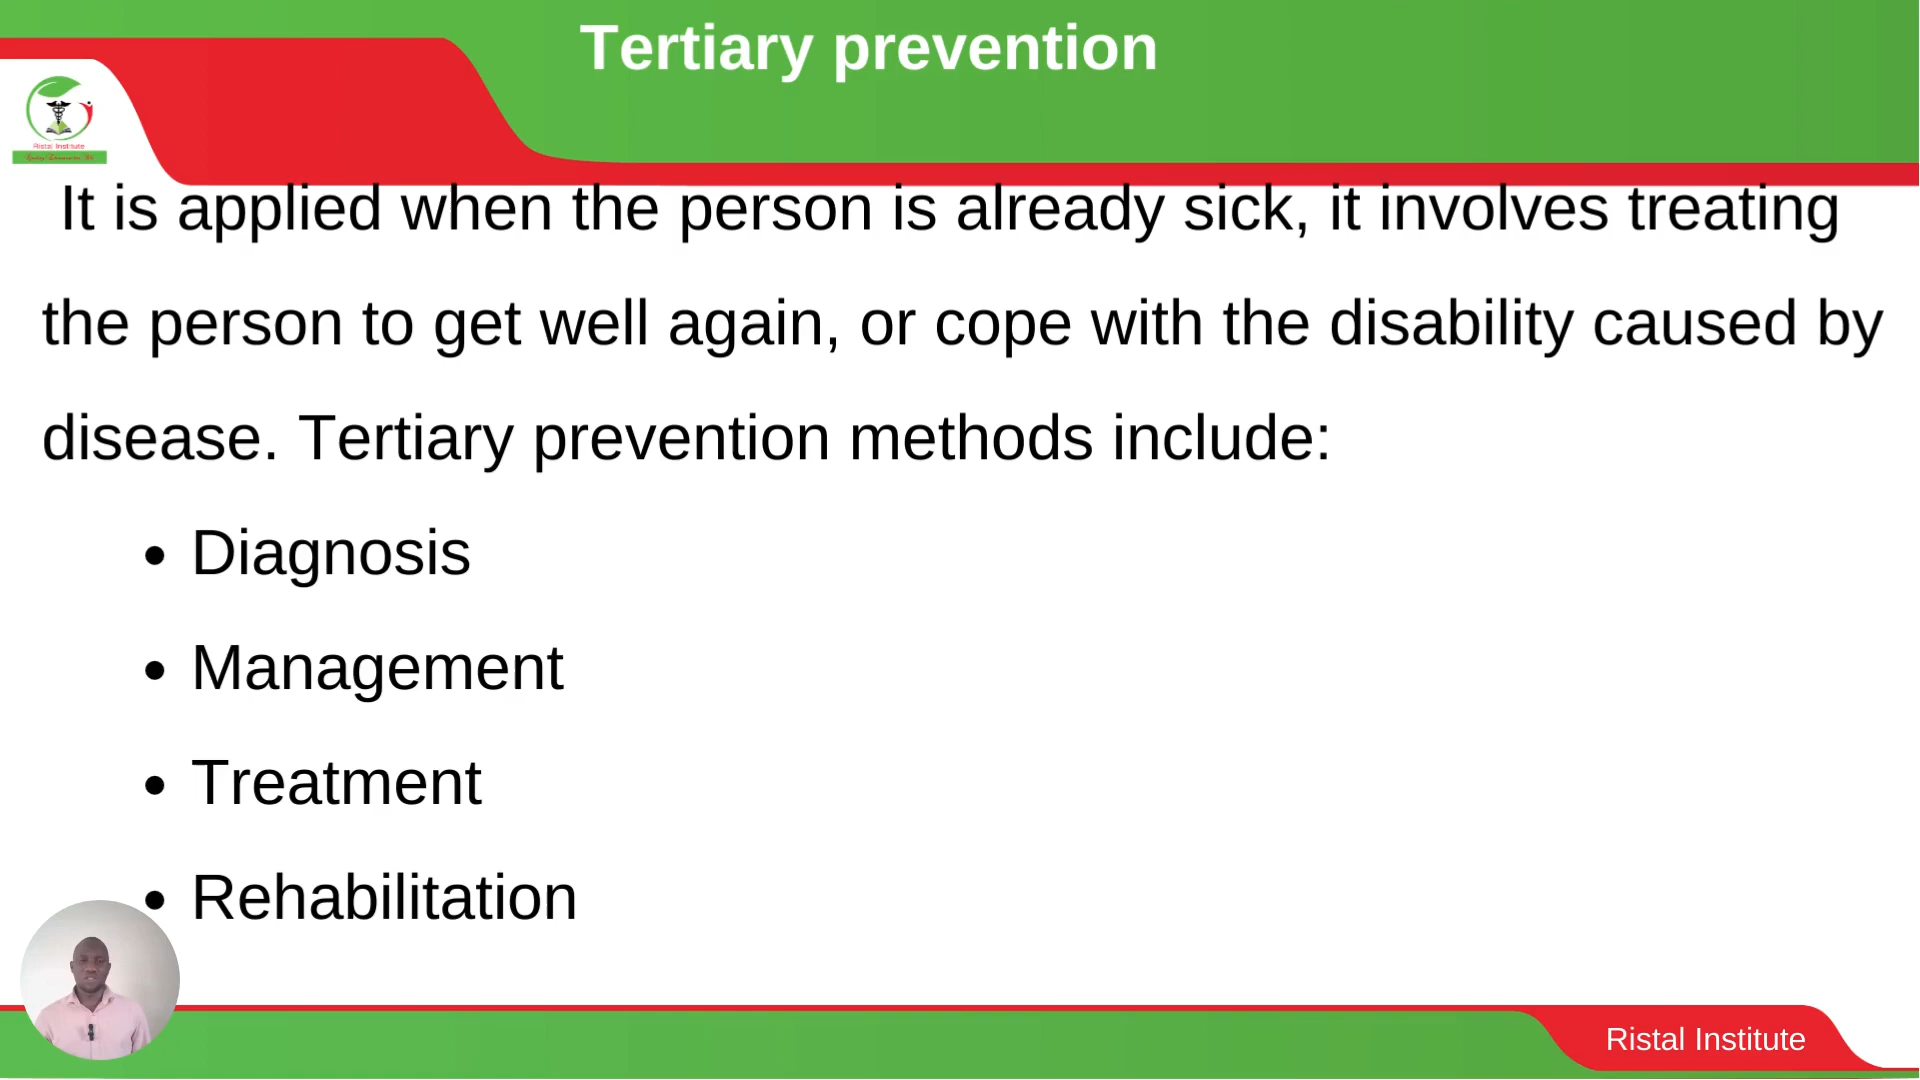 Tertiary prevention
Ristal Institute
It is applied when the person is already sick, it involves treating
the person to get well again, or cope with the disability caused by
disease. Tertiary prevention methods include:
• Diagnosis
• Management
• Treatment
• Rehabilitation
Ristal Institute